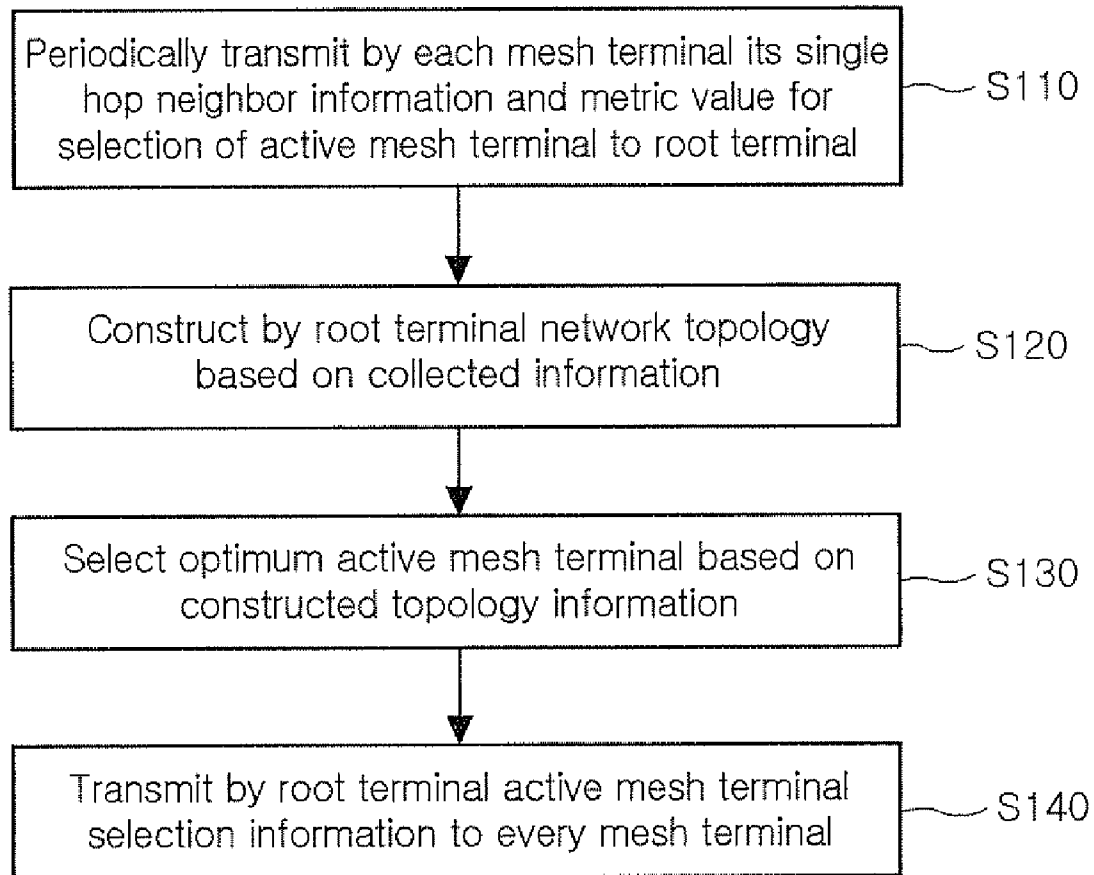 Periodically transmit by each mesh terminal its single
hop neighbor information and metric value for
selection of active mesh terminal to root terminal
S110
Construct by root terminal network topology
based on collected information
S120
Select optimum active mesh terminal based on
constructed topology information
S130
Transmit by root terminal active mesh terminal
selection information to every mesh terminal
S140